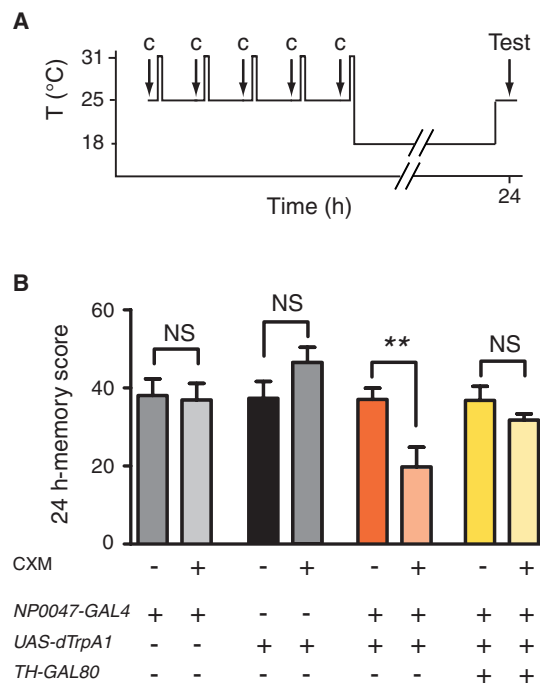 A
C C C C C Test
T (°C)
31
25
18
Time (h)
24
B
24 h-memory score
60
40
20
0
NS NS ** NS
CXM - + - + - + - +
NP0047-GAL4 + + - - + + + +
UAS-dTrpA1 - - + + + + + +
TH-GAL80 - - - - - - + +